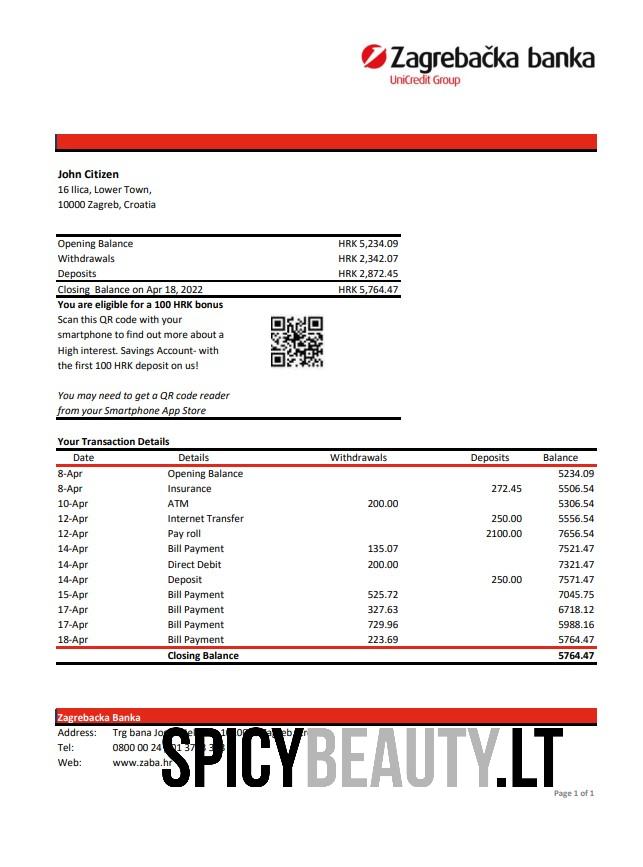 Zagrebačka banka
UniCredit Group
John Citizen
16 Ilica, Lower Town,
10000 Zagreb, Croatia
Opening Balance HRK 5,234.09
Withdrawals HRK 2,342.07
Deposits HRK 2,872.45
Closing Balance on Apr 18, 2022 HRK 5,764.47
You are eligible for a 100 HRK bonus
Scan this QR code with your
smartphone to find out more about a
High interest. Savings Account- with
the first 100 HRK deposit on us!
You may need to get a QR code reader
from your Smartphone App Store
Your Transaction Details
Date Details Withdrawals Deposits Balance
8-Apr Opening Balance 5234.09
8-Apr Insurance 272.45 5506.54
10-Apr ATM 200.00 5306.54
12-Apr Internet Transfer 250.00 5556.54
12-Apr Pay roll 2100.00 7656.54
14-Apr Bill Payment 135.07 7521.47
14-Apr Direct Debit 200.00 7321.47
14-Apr Deposit 250.00 7571.47
15-Apr Bill Payment 525.72 7045.75
17-Apr Bill Payment 327.63 6718.12
17-Apr Bill Payment 729.96 5988.16
18-Apr Bill Payment 223.69 5764.47
Closing Balance 5764.47
Zagrebacka Banka
Address: Trg bana
Tel: 0800 00 24
Web: www.zaba.hr
SPICYBEAUTY.LT
Page 1 of 1